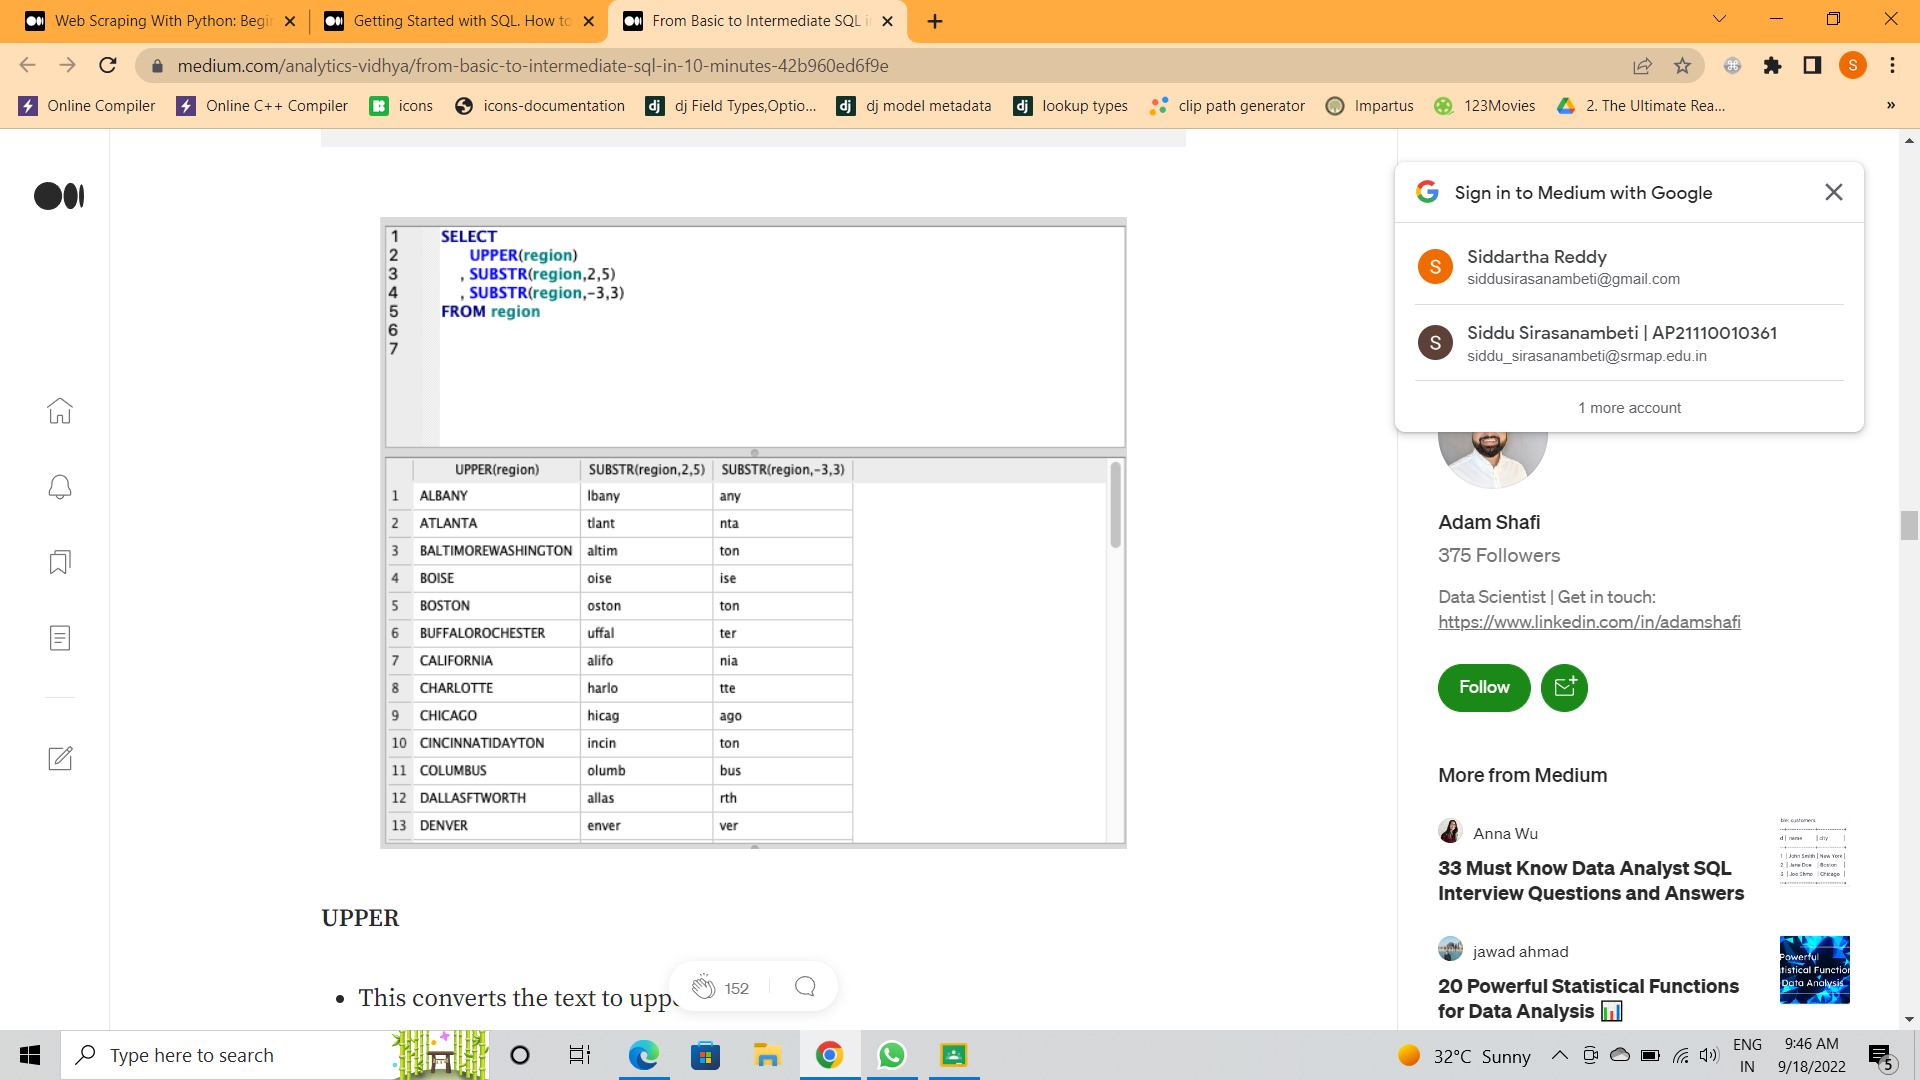 Web Scraping With Python: Begin
Getting Started with SQL. How to
From Basic to Intermediate SQL in
medium.com/analytics-vidhya/from-basic-to-intermediate-sql-in-10-minutes-42b960ed6f9e
S
Online Compiler
Online C++ Compiler
icons
icons-documentation
dj
dj Field Types,Optio...
dj
dj model metadata
dj
lookup types
clip path generator
Impartus
123Movies
2. The Ultimate Rea...
»
1 SELECT
2 UPPER(region)
3 , SUBSTR(region,2,5)
4 , SUBSTR(region,-3,3)
5 FROM region
6
7
UPPER(region) SUBSTR(region,2,5) SUBSTR(region,-3,3)
1 ALBANY lbany any
2 ATLANTA tlant nta
3 BALTIMOREWASHINGTON altim ton
4 BOISE oise ise
5 BOSTON oston ton
6 BUFFALOROCHESTER uffal ter
7 CALIFORNIA alifo nia
8 CHARLOTTE harlo tte
9 CHICAGO hicag ago
10 CINCINNATIDAYTON incin ton
11 COLUMBUS olumb bus
12 DALLASFTWORTH allas rth
13 DENVER enver ver
UPPER
• This converts the text to uppe
152
Sign in to Medium with Google
S
Siddartha Reddy
siddusirasanambeti@gmail.com
S
Siddu Sirasanambeti | AP21110010361
siddu_sirasanambeti@srmap.edu.in
1 more account
Adam Shafi
375 Followers
Data Scientist | Get in touch:
https://www.linkedin.com/in/adamshafi
Follow
More from Medium
Anna Wu
33 Must Know Data Analyst SQL
Interview Questions and Answers
jawad ahmad
20 Powerful Statistical Functions
for Data Analysis
Powerful
tistical Function
Data Analysis
Type here to search
32°C Sunny
ENG
IN
9:46 AM
9/18/2022
5